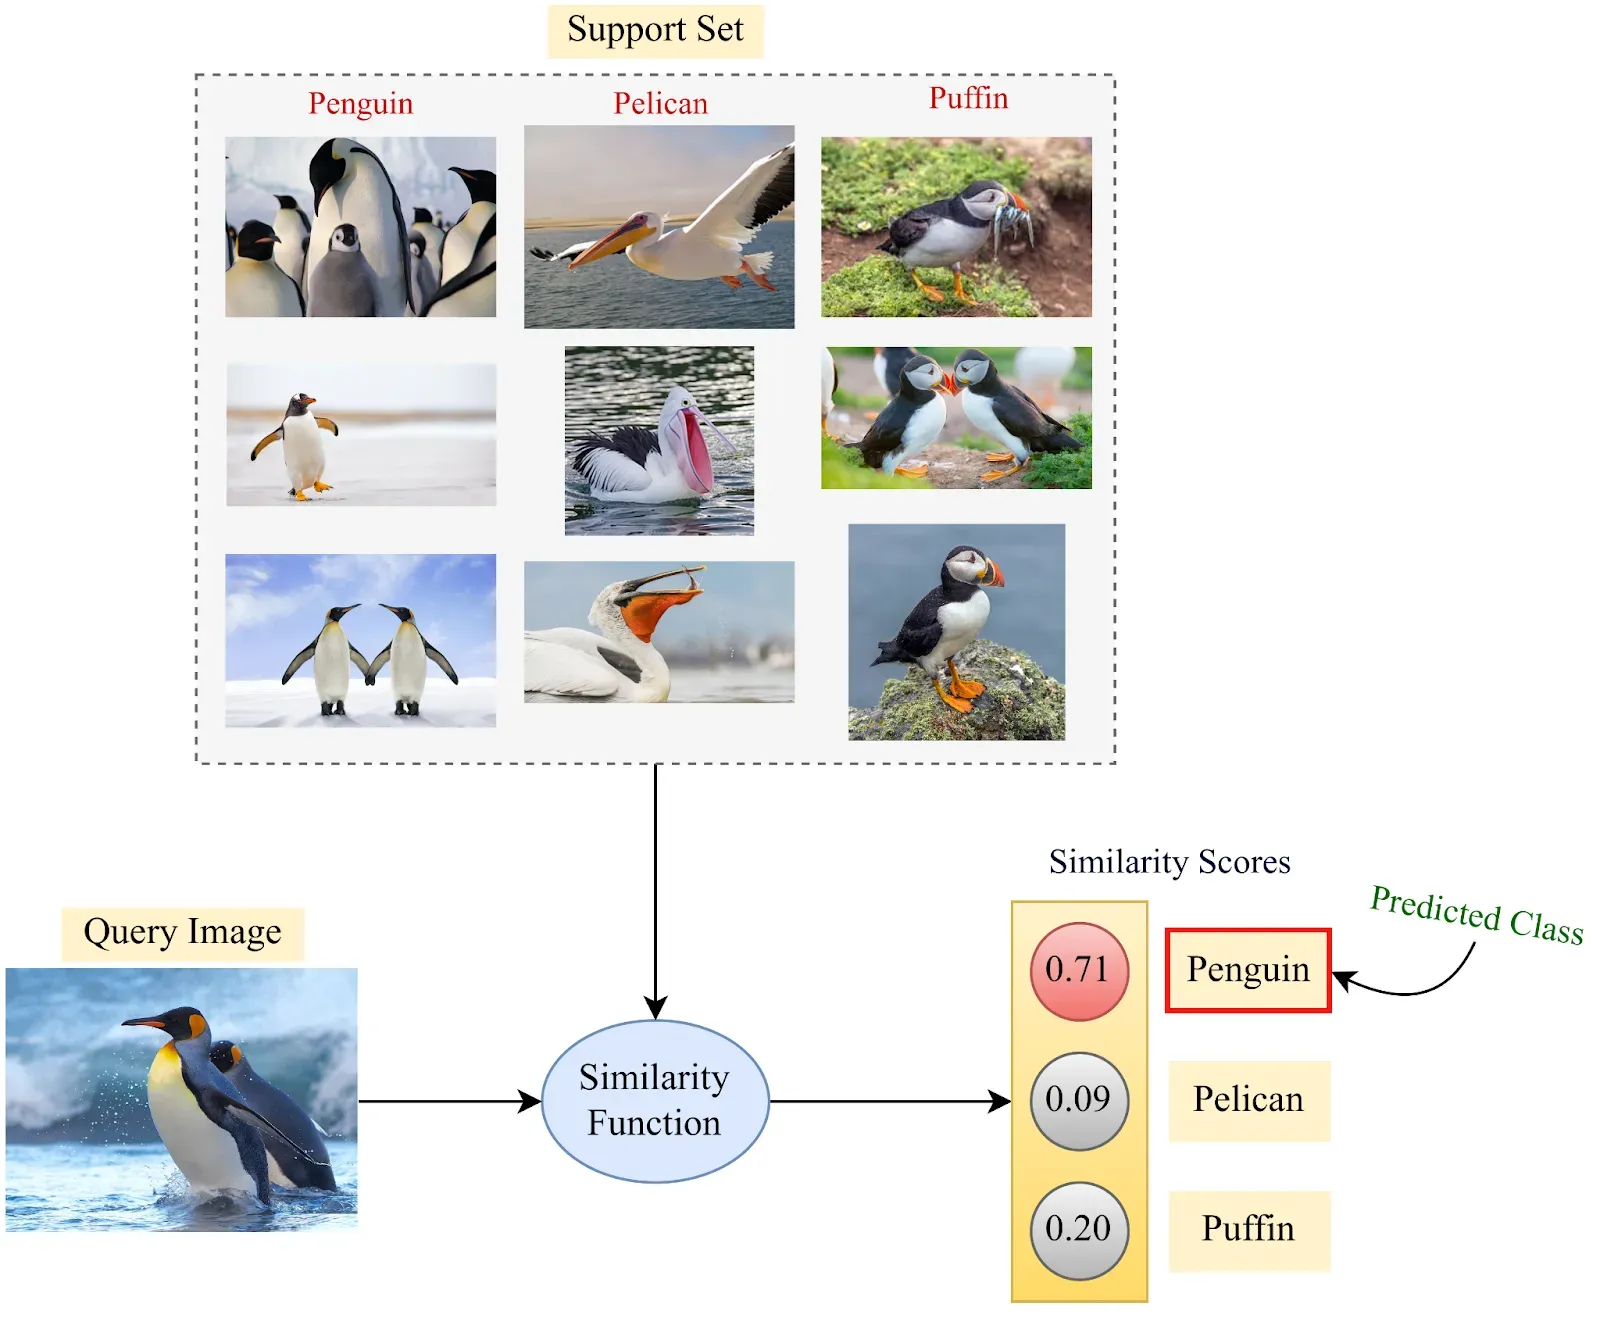 Support Set
Penguin
Pelican
Puffin
Similarity Scores
Predicted Class
Query Image
0.71
Penguin
Similarity
Function
0.09
Pelican
0.20
Puffin